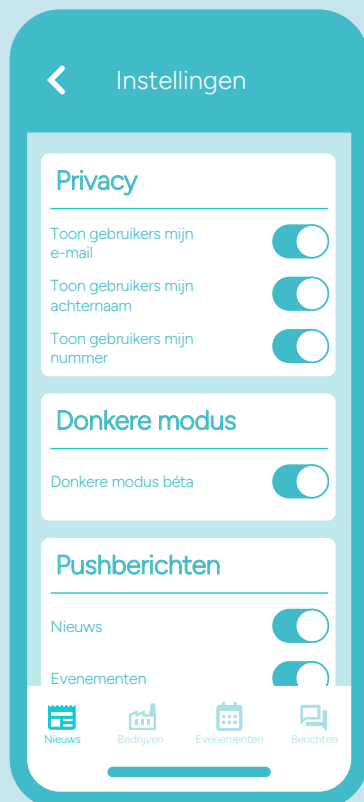 Instellingen
Privacy
Toon gebruikers mijn
e-mail
Toon gebruikers mijn
achternaam
Toon gebruikers mijn
nummer
Donkere modus
Donkere modus béta
Pushberichten
Nieuws
Evenementen
Nieuws Bedrijven Evenementen Berichten